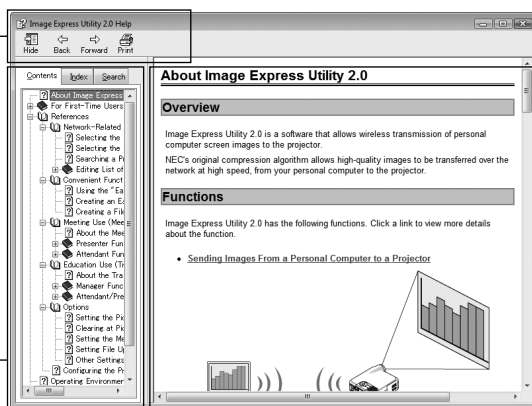 Image Express Utility 2.0 Help
Hide Back Forward Print
Contents Index Search
About Image Express
For First-Time Users
References
Network-Related
Selecting the
Selecting the
Searching a
Editing List of
Convenient Funct
Using the "Ea
Creating an Ea
Creating a File
Meeting Use (Mee
About the Mee
Presenter Fun
Attendant Fun
Education Use (Tr
About the Tra
Manager Func
Attendant/Pre
Options
Setting the Pic
Clearing at Pic
Setting the Me
Setting File Up
Other Settings
Configuring the Pr
Operating Environmer
About Image Express Utility 2.0
Overview
Image Express Utility 2.0 is a software that allows wireless transmission of personal
computer screen images to the projector.
NEC's original compression algorithm allows high-quality images to be transferred over the
network at high speed, from your personal computer to the projector.
Functions
Image Express Utility 2.0 has the following functions. Click a link to view more details
about the function.
• Sending Images From a Personal Computer to a Projector